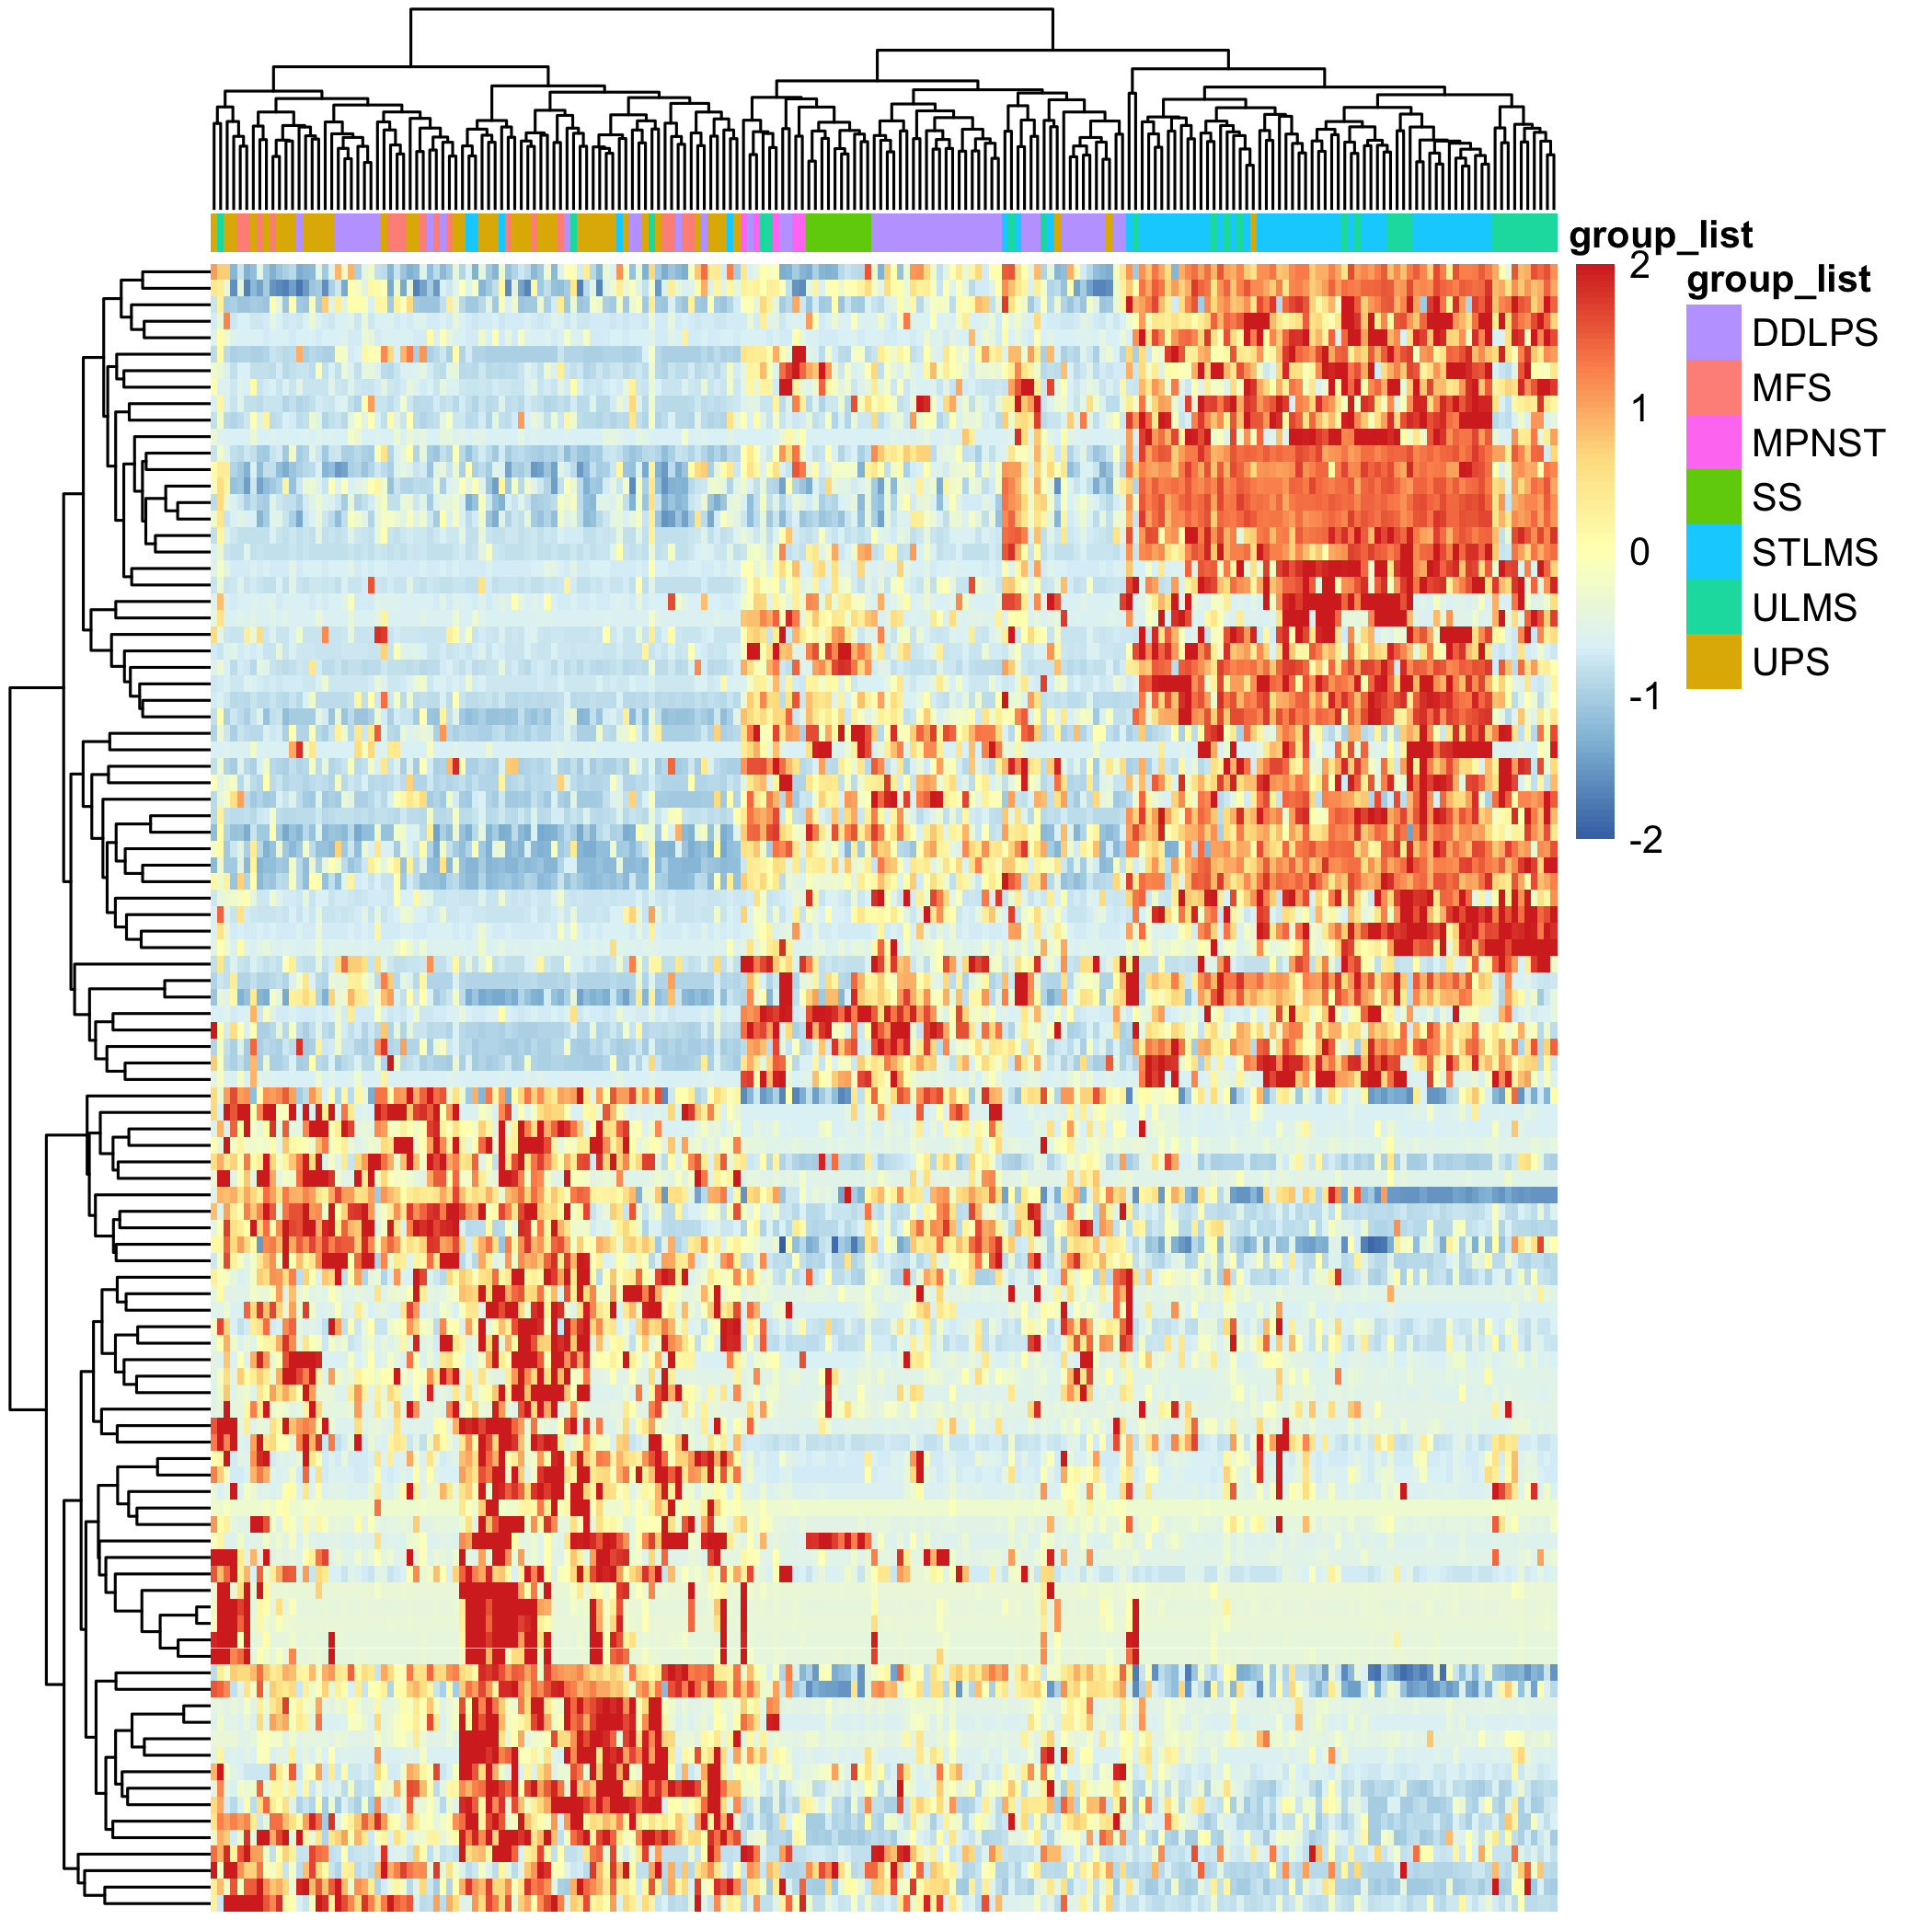 group_list
2
1
0
-1
-2
group_list
DDLPS
MFS
MPNST
SS
STLMS
ULMS
UPS